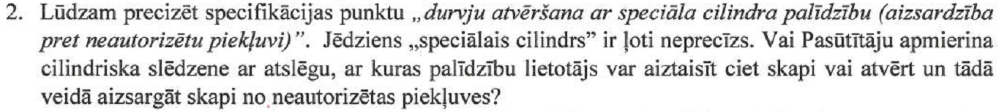 2. Lūdzam precizēt specifikācijas punktu „durvju atvēršana ar speciāla cilindra palīdzību (aizsardzība
pret neautorizētu piekļuvi)”. Jēdziens „speciālais cilindrs” ir ļoti neprecīzs. Vai Pasūtītāju apmierina
cilindriska slēdzene ar atslēgu, ar kuras palīdzību lietotājs var aiztaisīt ciet skapi vai atvērt un tādā
veidā aizsargāt skapi no neautorizētas piekļuves?